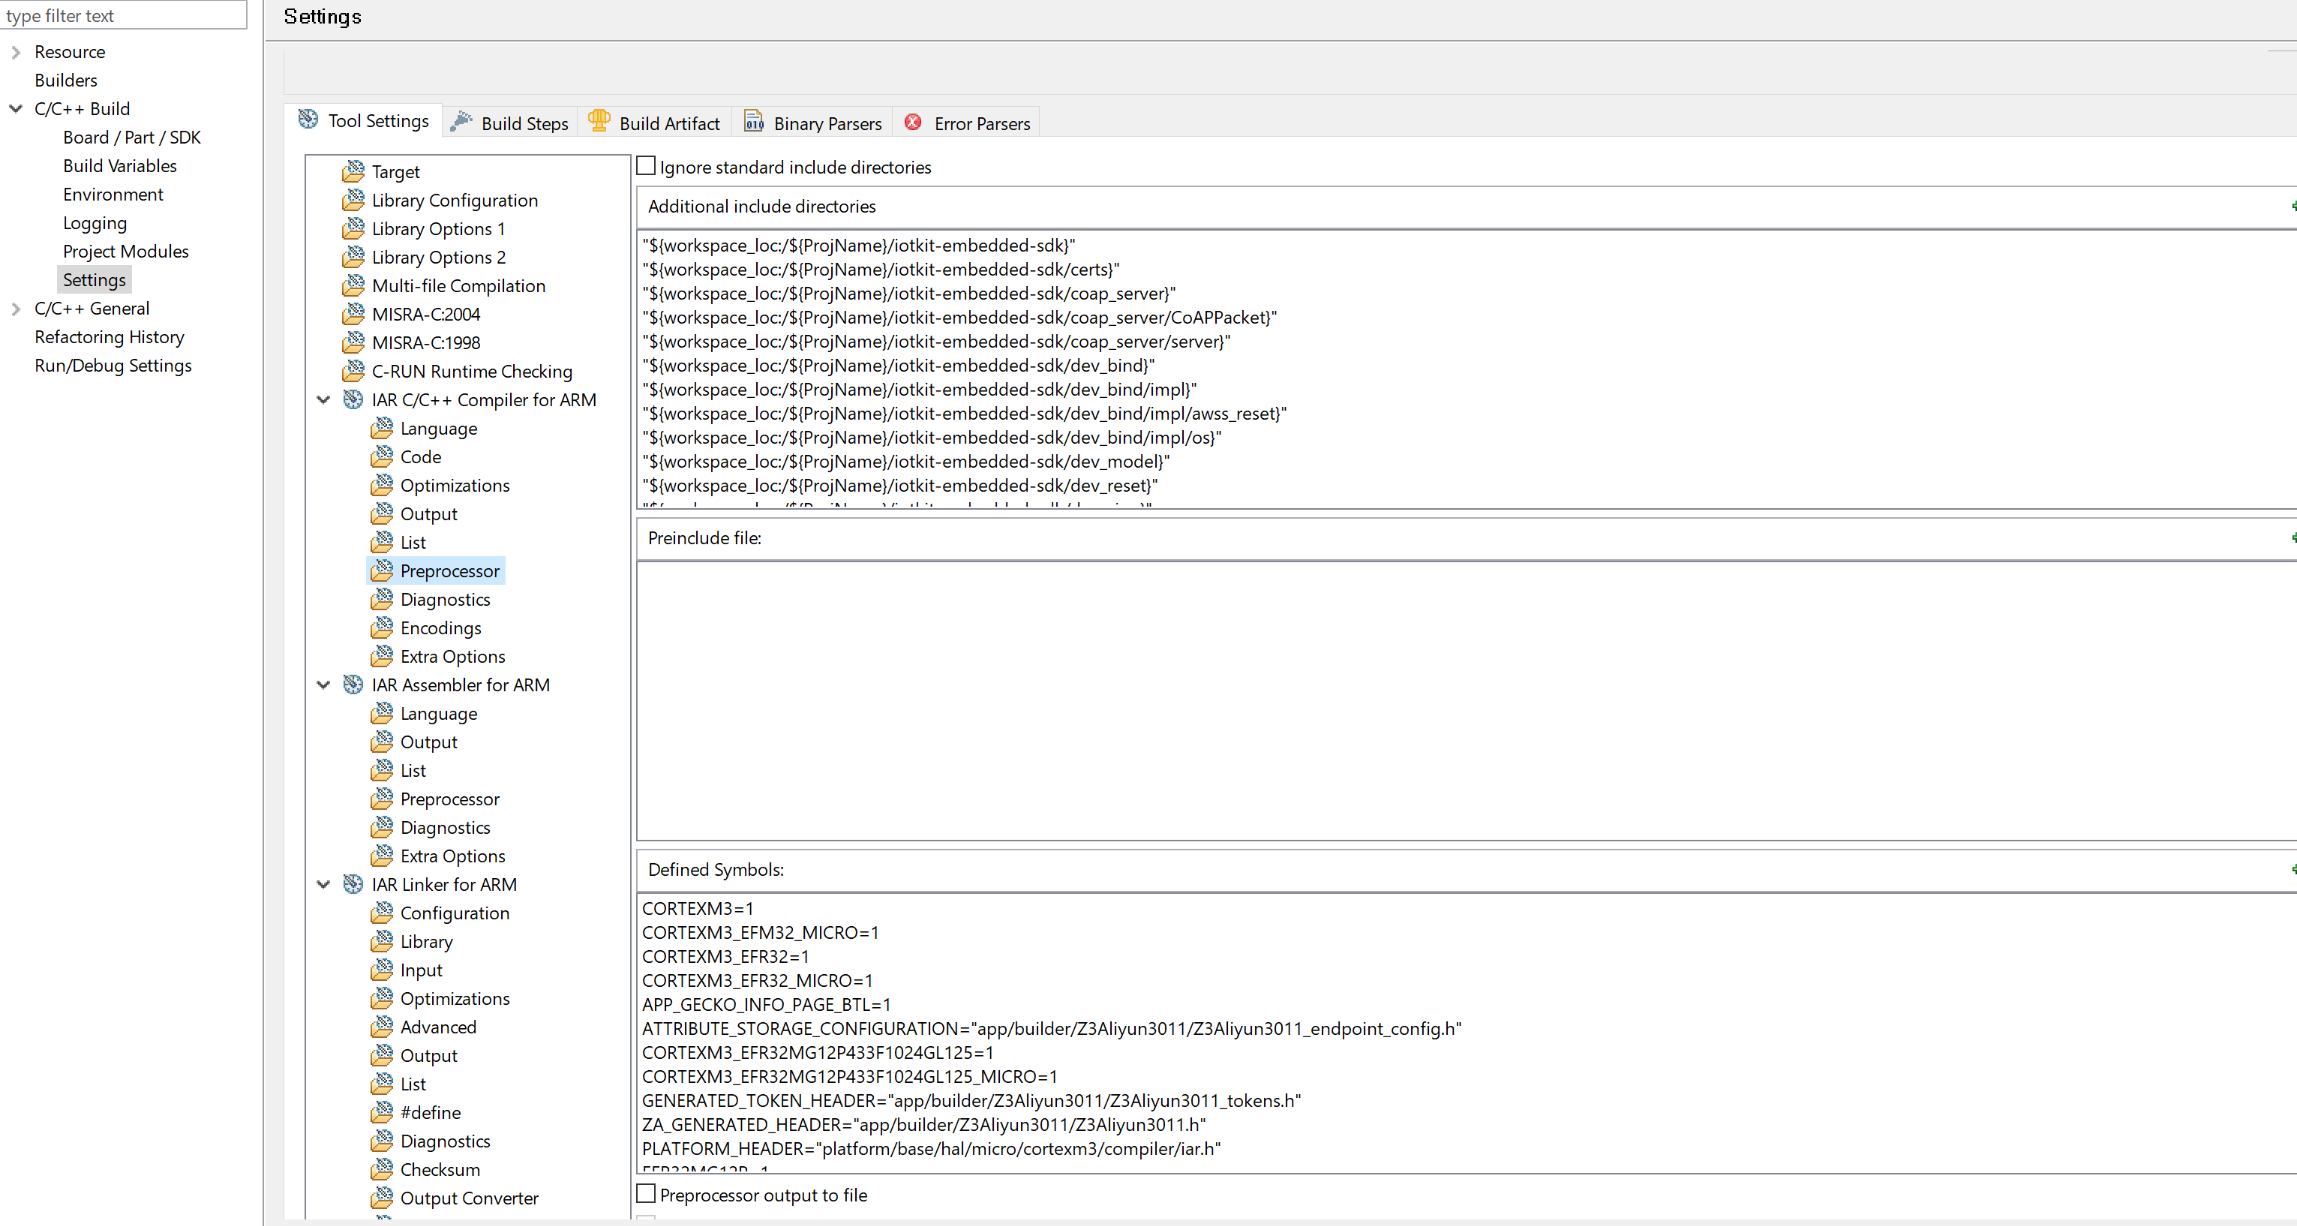 type filter text
Resource
Builders
C/C++ Build
Board / Part / SDK
Build Variables
Environment
Logging
Project Modules
Settings
C/C++ General
Refactoring History
Run/Debug Settings
Settings
Tool Settings
Build Steps
Build Artifact
Binary Parsers
Error Parsers
Target
Library Configuration
Library Options 1
Library Options 2
Multi-file Compilation
MISRA-C:2004
MISRA-C:1998
C-RUN Runtime Checking
IAR C/C++ Compiler for ARM
Language
Code
Optimizations
Output
List
Preprocessor
Diagnostics
Encodings
Extra Options
IAR Assembler for ARM
Language
Output
List
Preprocessor
Diagnostics
Extra Options
IAR Linker for ARM
Configuration
Library
Input
Optimizations
Advanced
Output
List
#define
Diagnostics
Checksum
Output Converter
Ignore standard include directories
Additional include directories
"${workspace_loc:/${ProjName}/iotkit-embedded-sdk}"
"${workspace_loc:/${ProjName}/iotkit-embedded-sdk/certs}"
"${workspace_loc:/${ProjName}/iotkit-embedded-sdk/coap_server}"
"${workspace_loc:/${ProjName}/iotkit-embedded-sdk/coap_server/CoAPPacket}"
"${workspace_loc:/${ProjName}/iotkit-embedded-sdk/coap_server/server}"
"${workspace_loc:/${ProjName}/iotkit-embedded-sdk/dev_bind}"
"${workspace_loc:/${ProjName}/iotkit-embedded-sdk/dev_bind/impl}"
"${workspace_loc:/${ProjName}/iotkit-embedded-sdk/dev_bind/impl/awss_reset}"
"${workspace_loc:/${ProjName}/iotkit-embedded-sdk/dev_bind/impl/os}"
"${workspace_loc:/${ProjName}/iotkit-embedded-sdk/dev_model}"
"${workspace_loc:/${ProjName}/iotkit-embedded-sdk/dev_reset}"
Preinclude file:
Defined Symbols:
CORTEXM3=1
CORTEXM3_EFM32_MICRO=1
CORTEXM3_EFR32=1
CORTEXM3_EFR32_MICRO=1
APP_GECKO_INFO_PAGE_BTL=1
ATTRIBUTE_STORAGE_CONFIGURATION="app/builder/Z3Aliyun3011/Z3Aliyun3011_endpoint_config.h"
CORTEXM3_EFR32MG12P433F1024GL125=1
CORTEXM3_EFR32MG12P433F1024GL125_MICRO=1
GENERATED_TOKEN_HEADER="app/builder/Z3Aliyun3011/Z3Aliyun3011_tokens.h"
ZA_GENERATED_HEADER="app/builder/Z3Aliyun3011/Z3Aliyun3011.h"
PLATFORM_HEADER="platform/base/hal/micro/cortexm3/compiler/iar.h"
Preprocessor output to file